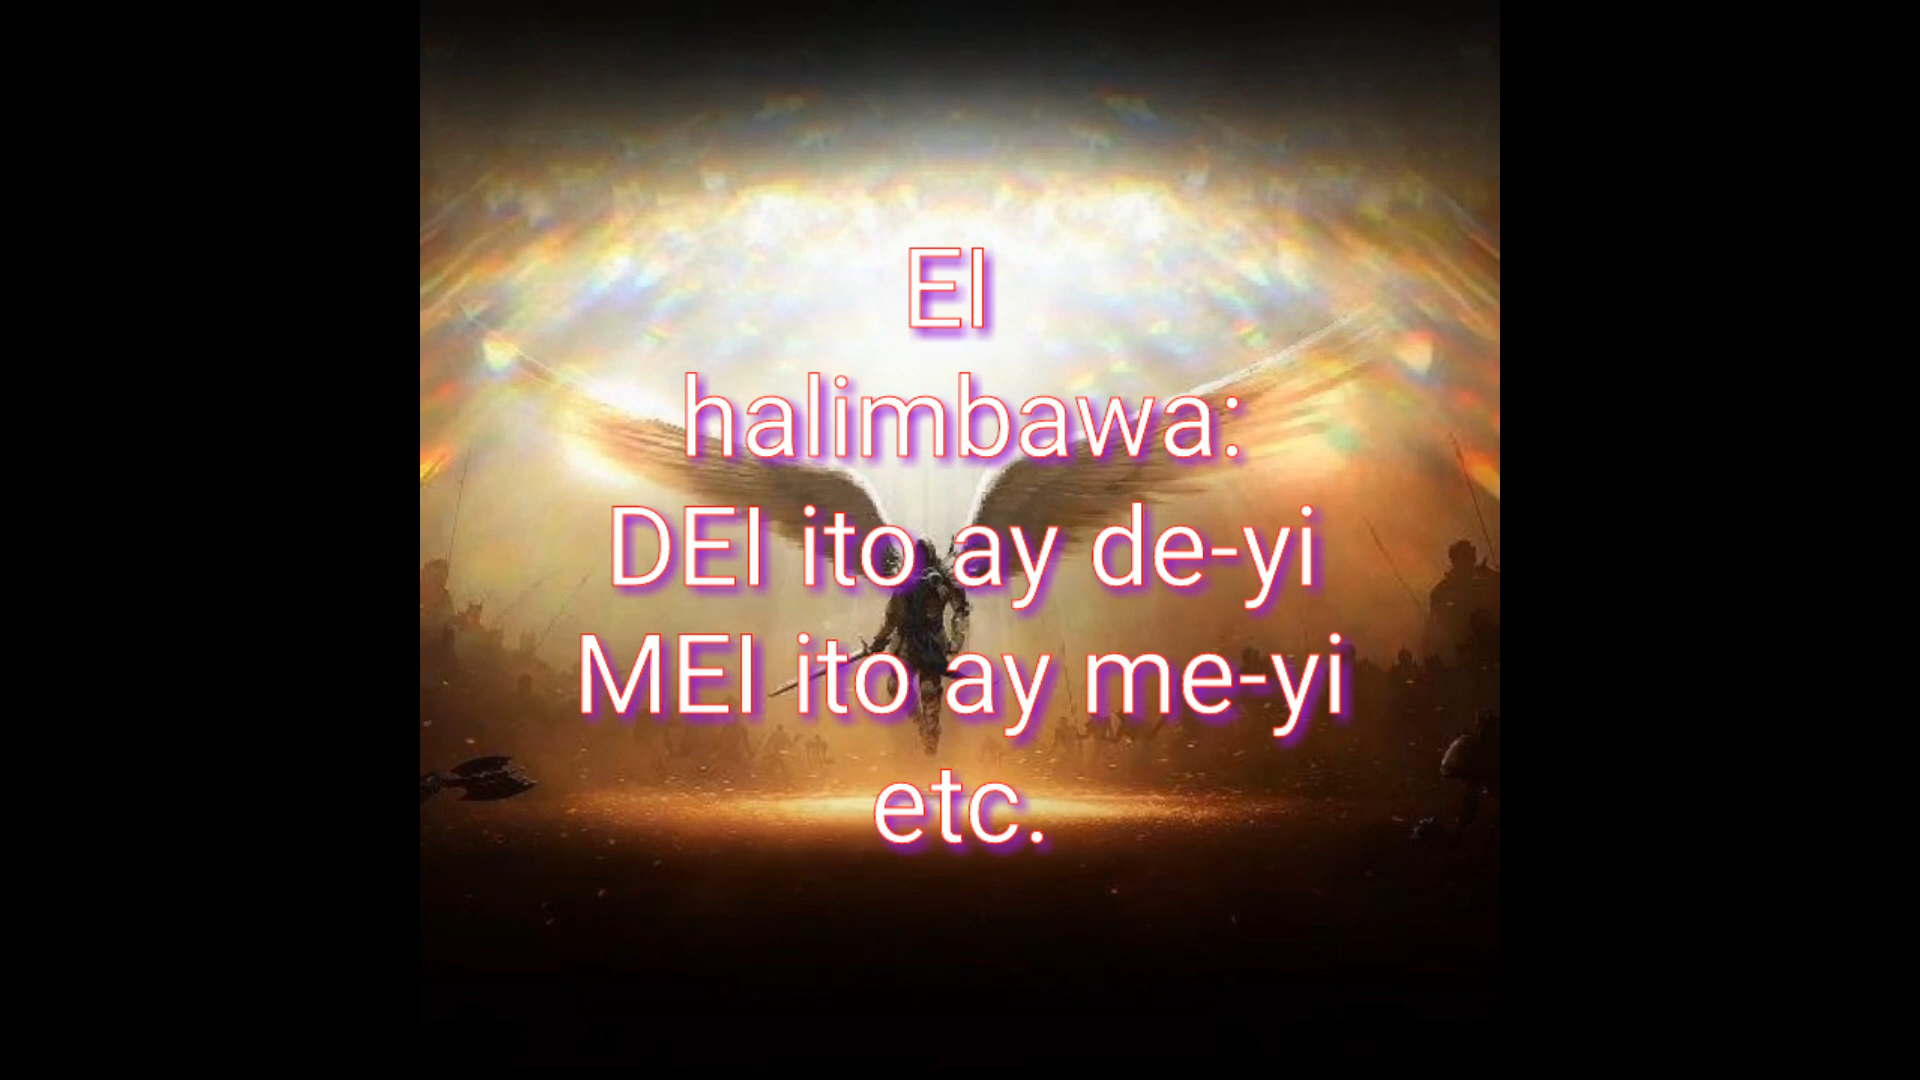 EI
halimbawa:
DEI ito ay de-yi
MEI ito ay me-yi
etc.